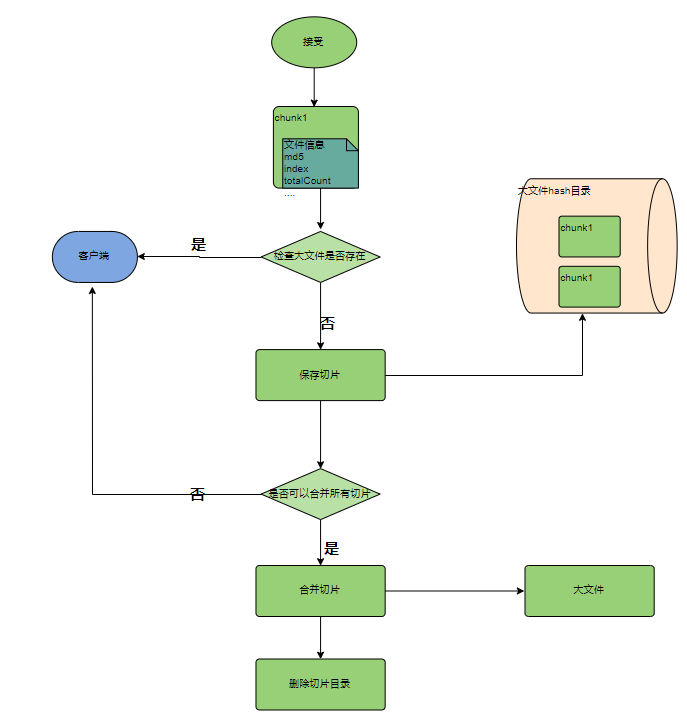 接受
chunk1
文件信息
md5
index
totalCount
....
大文件hash目录
chunk1
chunk1
是
客户端
检查大文件是否存在
否
保存切片
否
是否可以合并所有切片
是
合并切片
大文件
删除切片目录